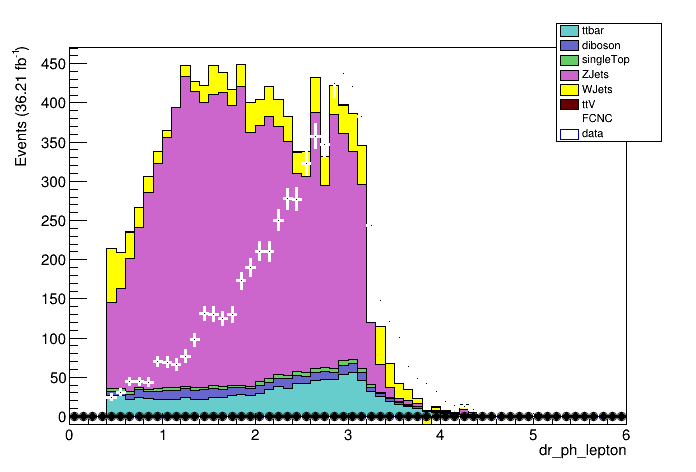 ttbar
diboson
singleTop
ZJets
WJets
ttV
FCNC
data
Events (36.21 fb⁻¹)
450
400
350
300
250
200
150
100
50
0
0 1 2 3 4 5 6
dr_ph_lepton